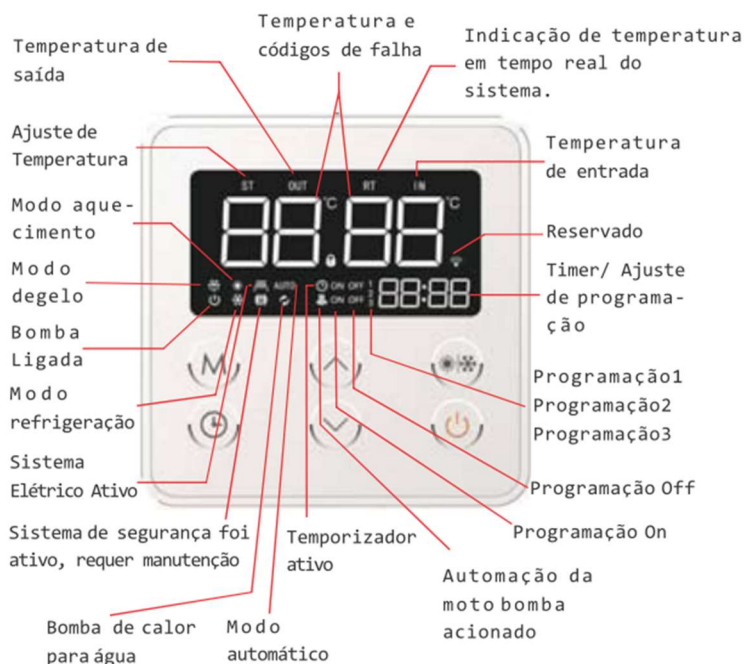 Temperatura de
saída
Temperatura e
códigos de falha
Indicação de temperatura
em tempo real do
sistema.
Ajuste de
Temperatura
Temperatura
de entrada
Modo aque-
cimento
Reservado
Modo
degelo
Timer/ Ajuste
de programa-
ção
Bomba
Ligada
Modo
refrigeração
Programação1
Programação2
Programação3
Sistema
Elétrico Ativo
Programação Off
Sistema de segurança foi
ativo, requer manutenção
Temporizador
ativo
Programação On
Automação da
moto bomba
acionado
Bomba de calor
para água
Modo
automático
ST OUT RT IN
88 °C 88 °C
AUTO ON OFF 1
ON OFF 2
3
88:88
M